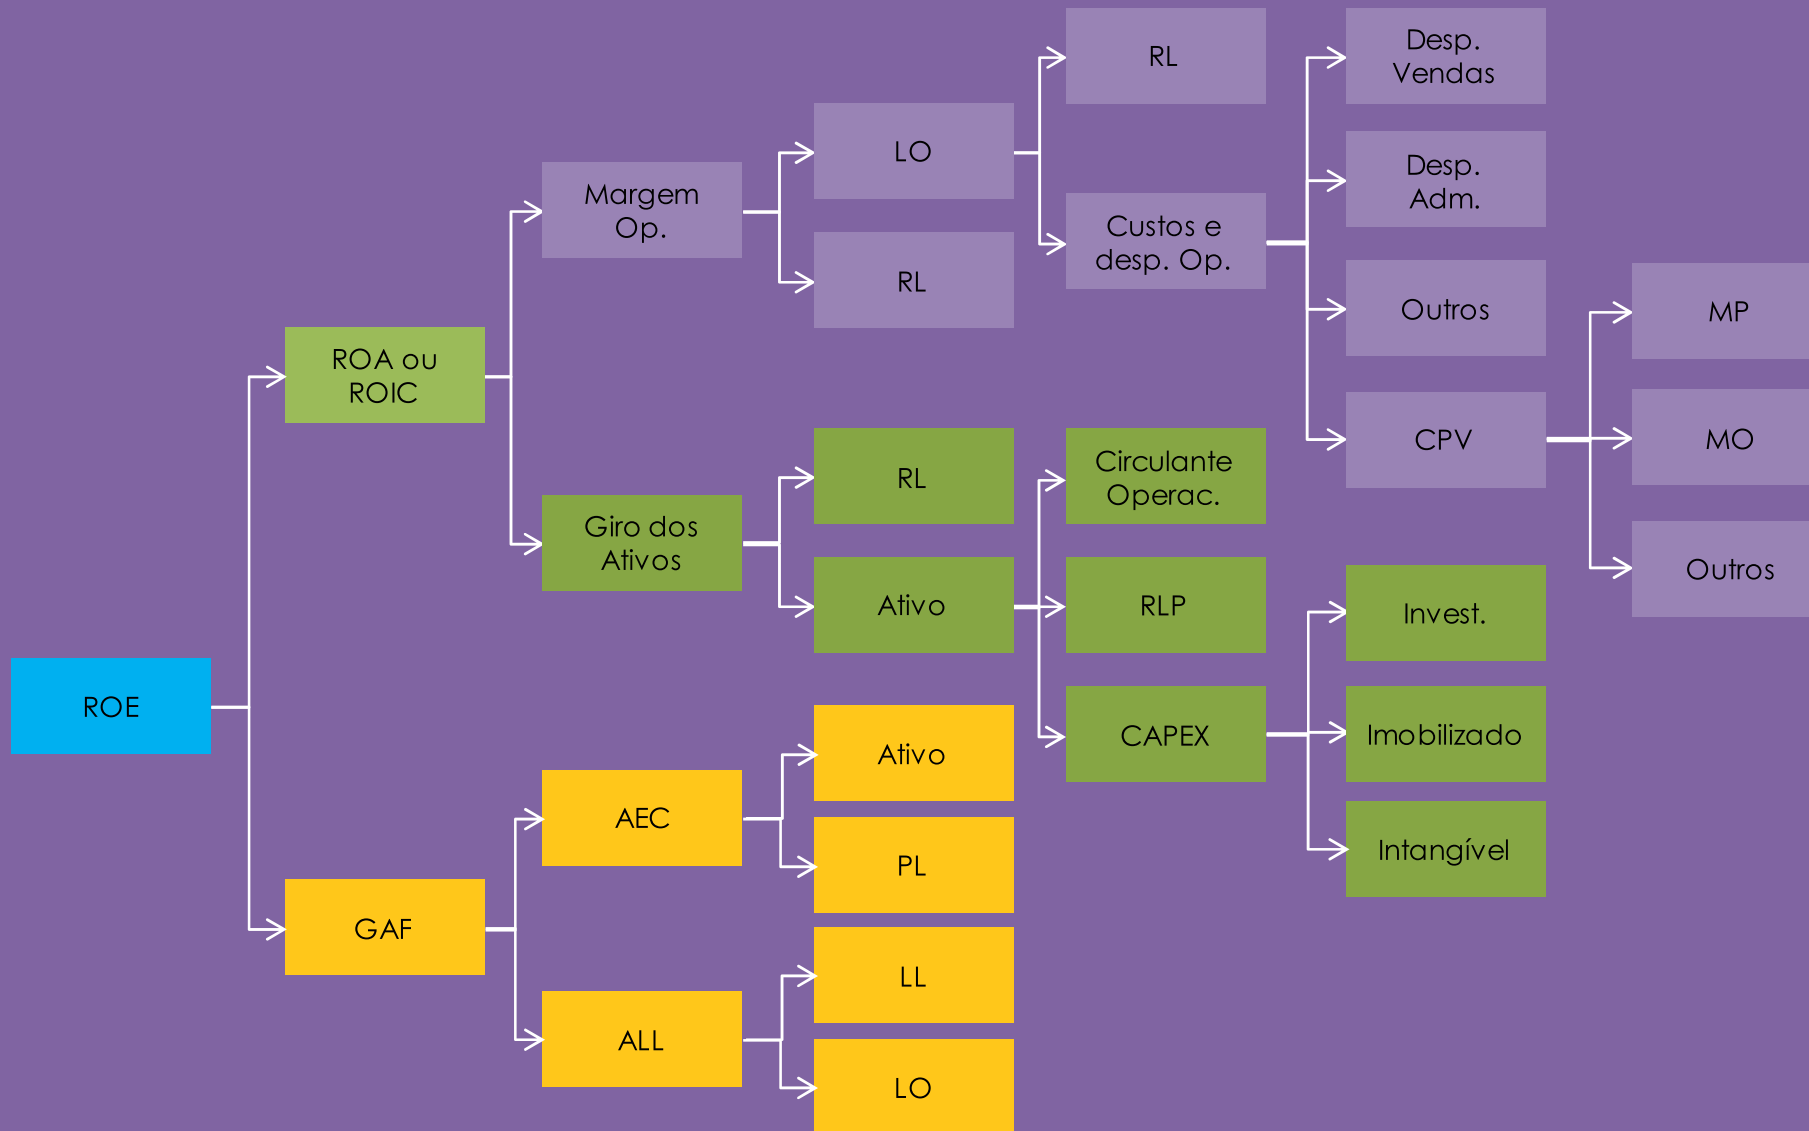 ROE
ROA ou
ROIC
GAF
Margem
Op.
Giro dos
Ativos
AEC
ALL
LO
RL
RL
Ativo
Ativo
PL
LL
LO
RL
Custos e
desp. Op.
Circulante
Operac.
RLP
CAPEX
Desp.
Vendas
Desp.
Adm.
Outros
CPV
Invest.
Imobilizado
Intangível
MP
MO
Outros